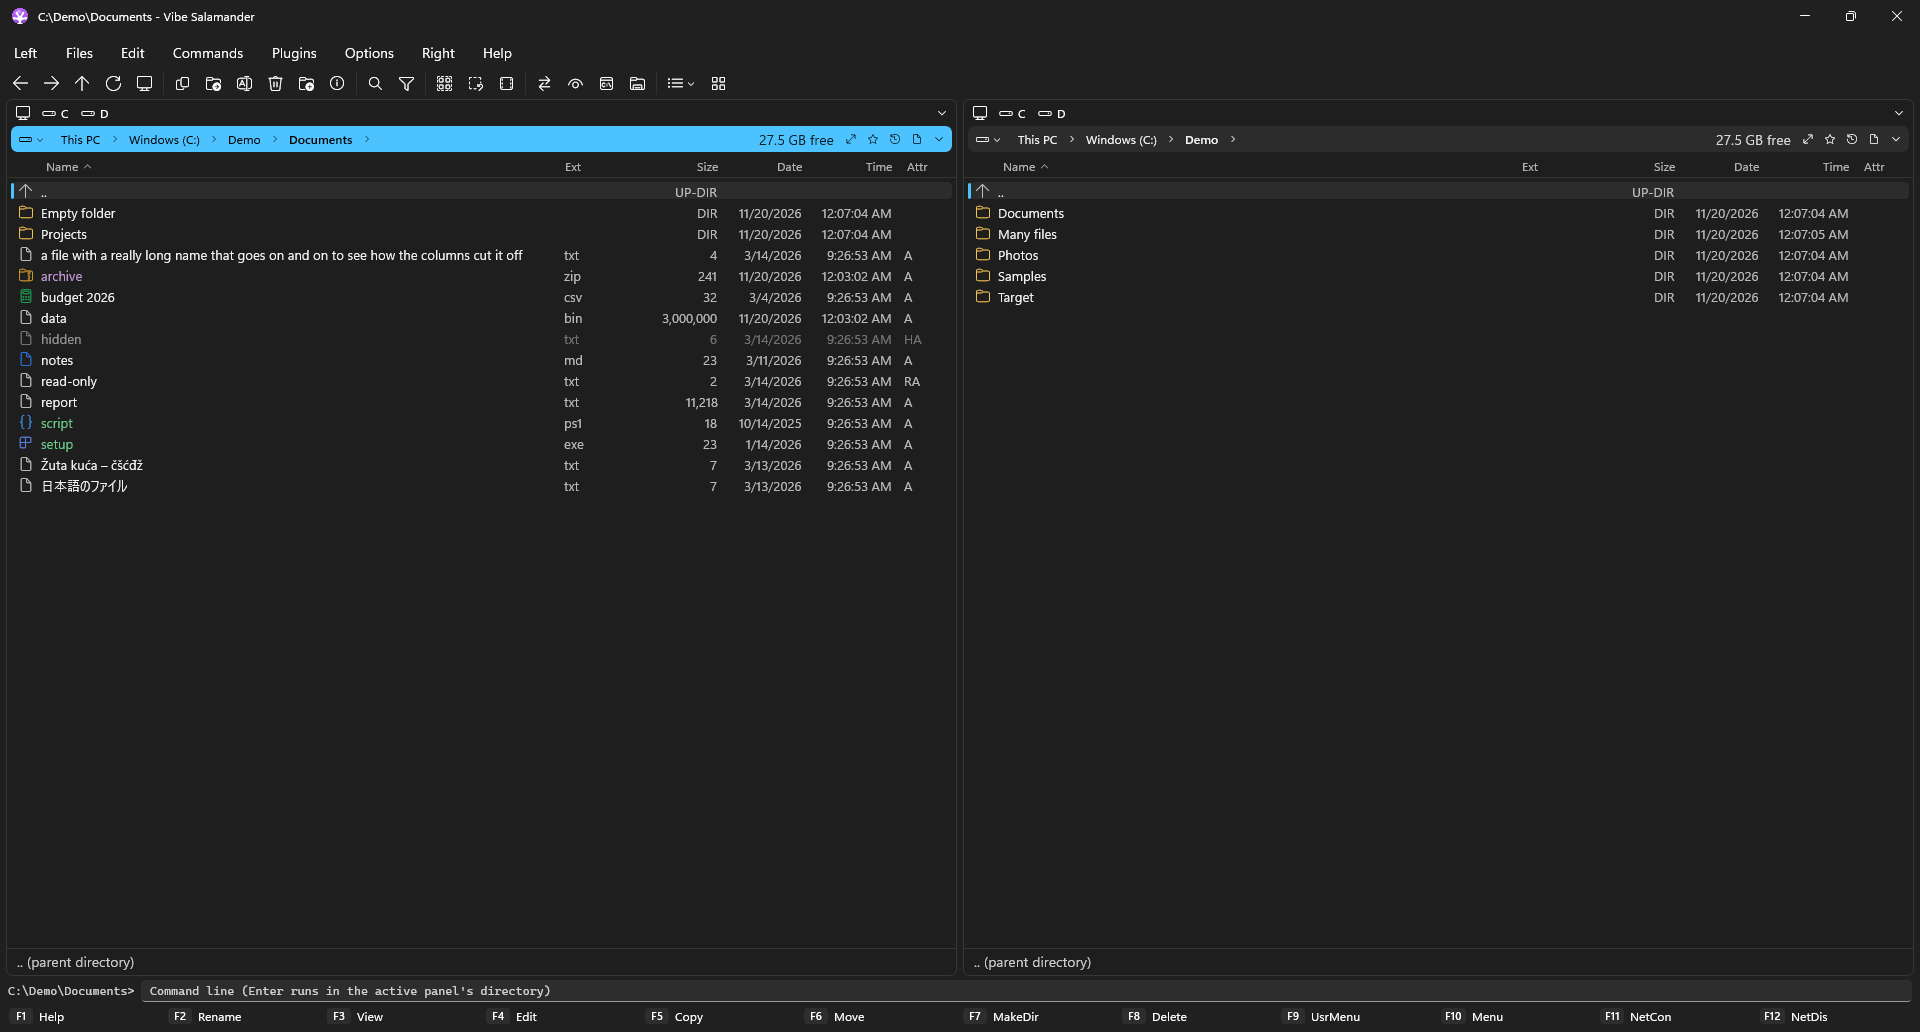 C:\Demo\Documents - Vibe Salamander
Left Files Edit Commands Plugins Options Right Help
C D
This PC Windows (C:) Demo Documents 27.5 GB free
Name Ext Size Date Time Attr
.. UP-DIR
Empty folder DIR 11/20/2026 12:07:04 AM
Projects DIR 11/20/2026 12:07:04 AM
a file with a really long name that goes on and on to see how the columns cut it off txt 4 3/14/2026 9:26:53 AM A
archive zip 241 11/20/2026 12:03:02 AM A
budget 2026 csv 32 3/4/2026 9:26:53 AM A
data bin 3,000,000 11/20/2026 12:03:02 AM A
hidden txt 6 3/14/2026 9:26:53 AM HA
notes md 23 3/11/2026 9:26:53 AM A
read-only txt 2 3/14/2026 9:26:53 AM RA
report txt 11,218 3/14/2026 9:26:53 AM A
script ps1 18 10/14/2025 9:26:53 AM A
setup exe 23 1/14/2026 9:26:53 AM A
Žuta kuća – čšćđž txt 7 3/13/2026 9:26:53 AM A
日本語のファイル txt 7 3/13/2026 9:26:53 AM A
.. (parent directory)
C D
This PC Windows (C:) Demo 27.5 GB free
Name Ext Size Date Time Attr
.. UP-DIR
Documents DIR 11/20/2026 12:07:04 AM
Many files DIR 11/20/2026 12:07:05 AM
Photos DIR 11/20/2026 12:07:04 AM
Samples DIR 11/20/2026 12:07:04 AM
Target DIR 11/20/2026 12:07:04 AM
.. (parent directory)
C:\Demo\Documents> Command line (Enter runs in the active panel's directory)
F1 Help F2 Rename F3 View F4 Edit F5 Copy F6 Move F7 MakeDir F8 Delete F9 UsrMenu F10 Menu F11 NetCon F12 NetDis